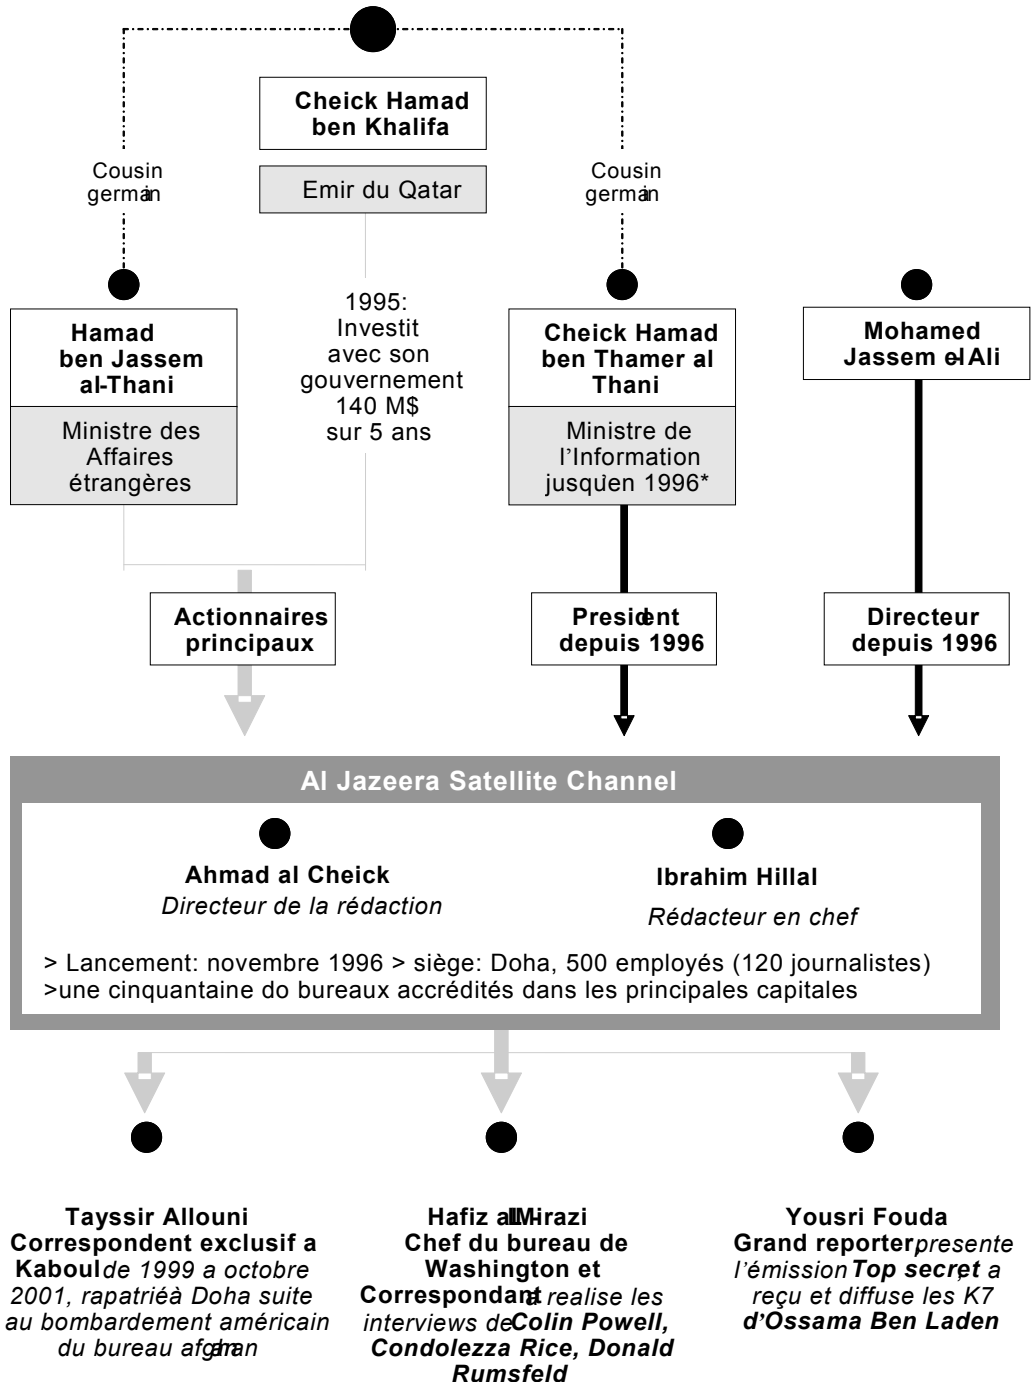 Cheick Hamad
ben Khalifa
Emir du Qatar
Cousin
germain
Cousin
germain
1995:
Investit
avec son
gouvernement
140 M$
sur 5 ans
Hamad
ben Jassem
al-Thani
Ministre des
Affaires
étrangères
Cheick Hamad
ben Thamer al
Thani
Ministre de
l’Information
jusqu'en 1996*
Mohamed
Jassem el-Ali
Actionnaires
principaux
President
depuis 1996
Directeur
depuis 1996
Al Jazeera Satellite Channel
Ahmad al Cheick
Directeur de la rédaction
Ibrahim Hillal
Rédacteur en chef
> Lancement: novembre 1996 > siège: Doha, 500 employés (120 journalistes)
>une cinquantaine do bureaux accrédités dans les principales capitales
Tayssir Allouni
Correspondent exclusif a
Kaboul de 1999 a octobre
2001, rapatrié à Doha suite
au bombardement américain
du bureau afghan
Hafiz al-Mirazi
Chef du bureau de
Washington et
Correspondant a realise les
interviews de Colin Powell,
Condolezza Rice, Donald
Rumsfeld
Yousri Fouda
Grand reporter, presente
l’émission Top secret, a
reçu et diffuse les K7
d’Ossama Ben Laden